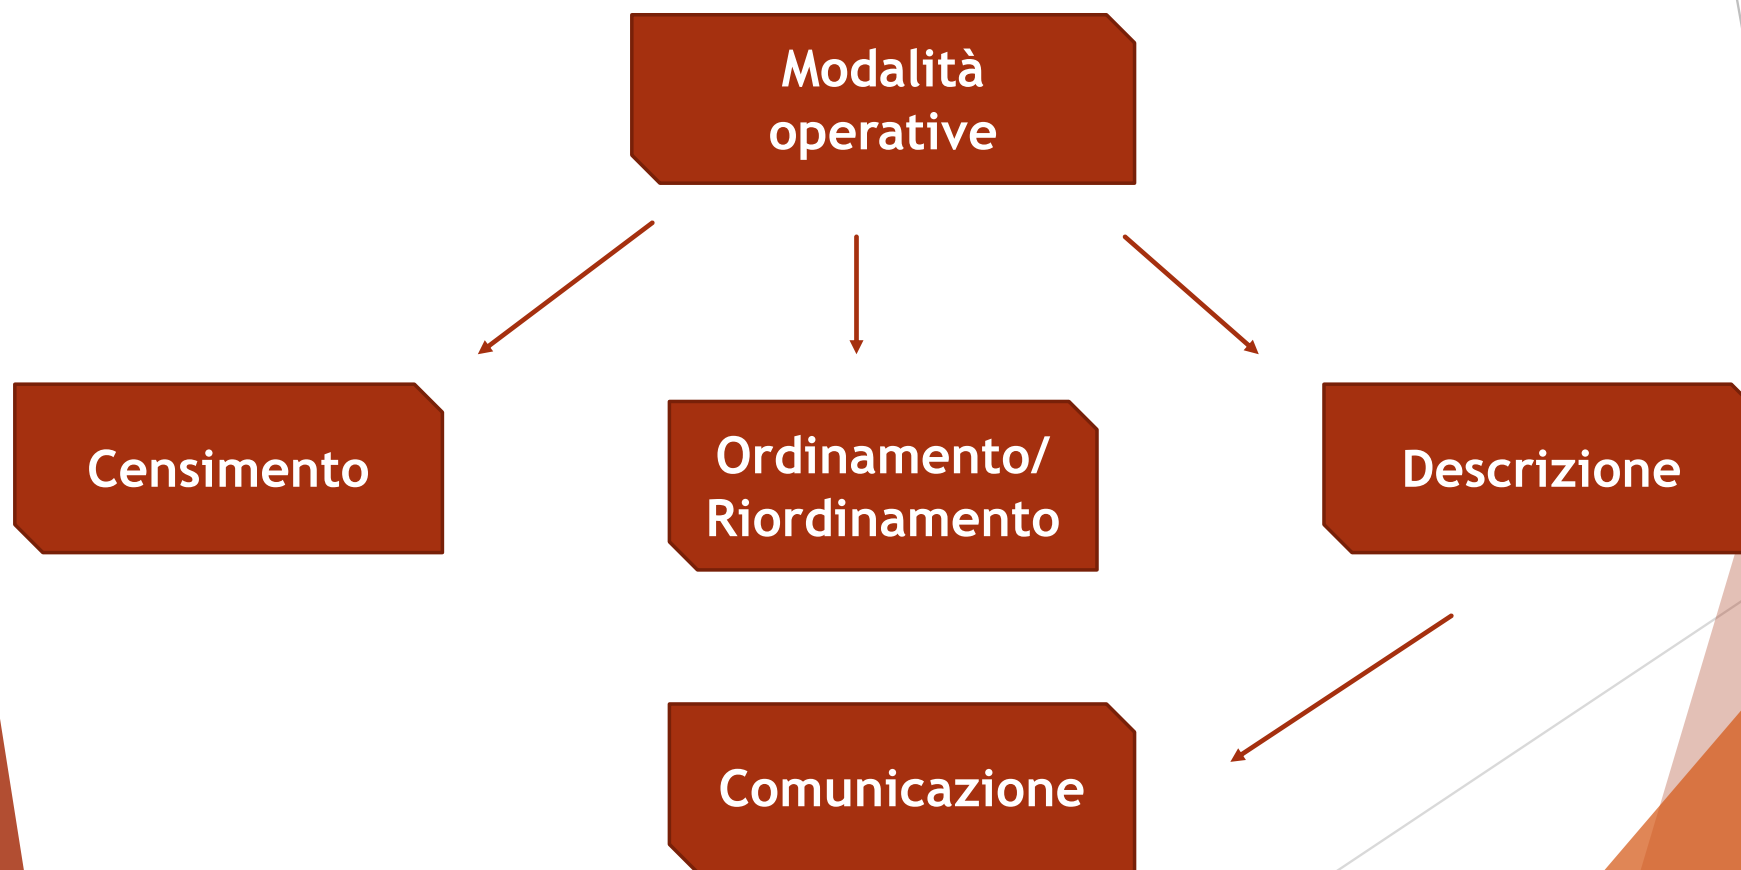 Modalità
operative
Censimento
Ordinamento/
Riordinamento
Descrizione
Comunicazione